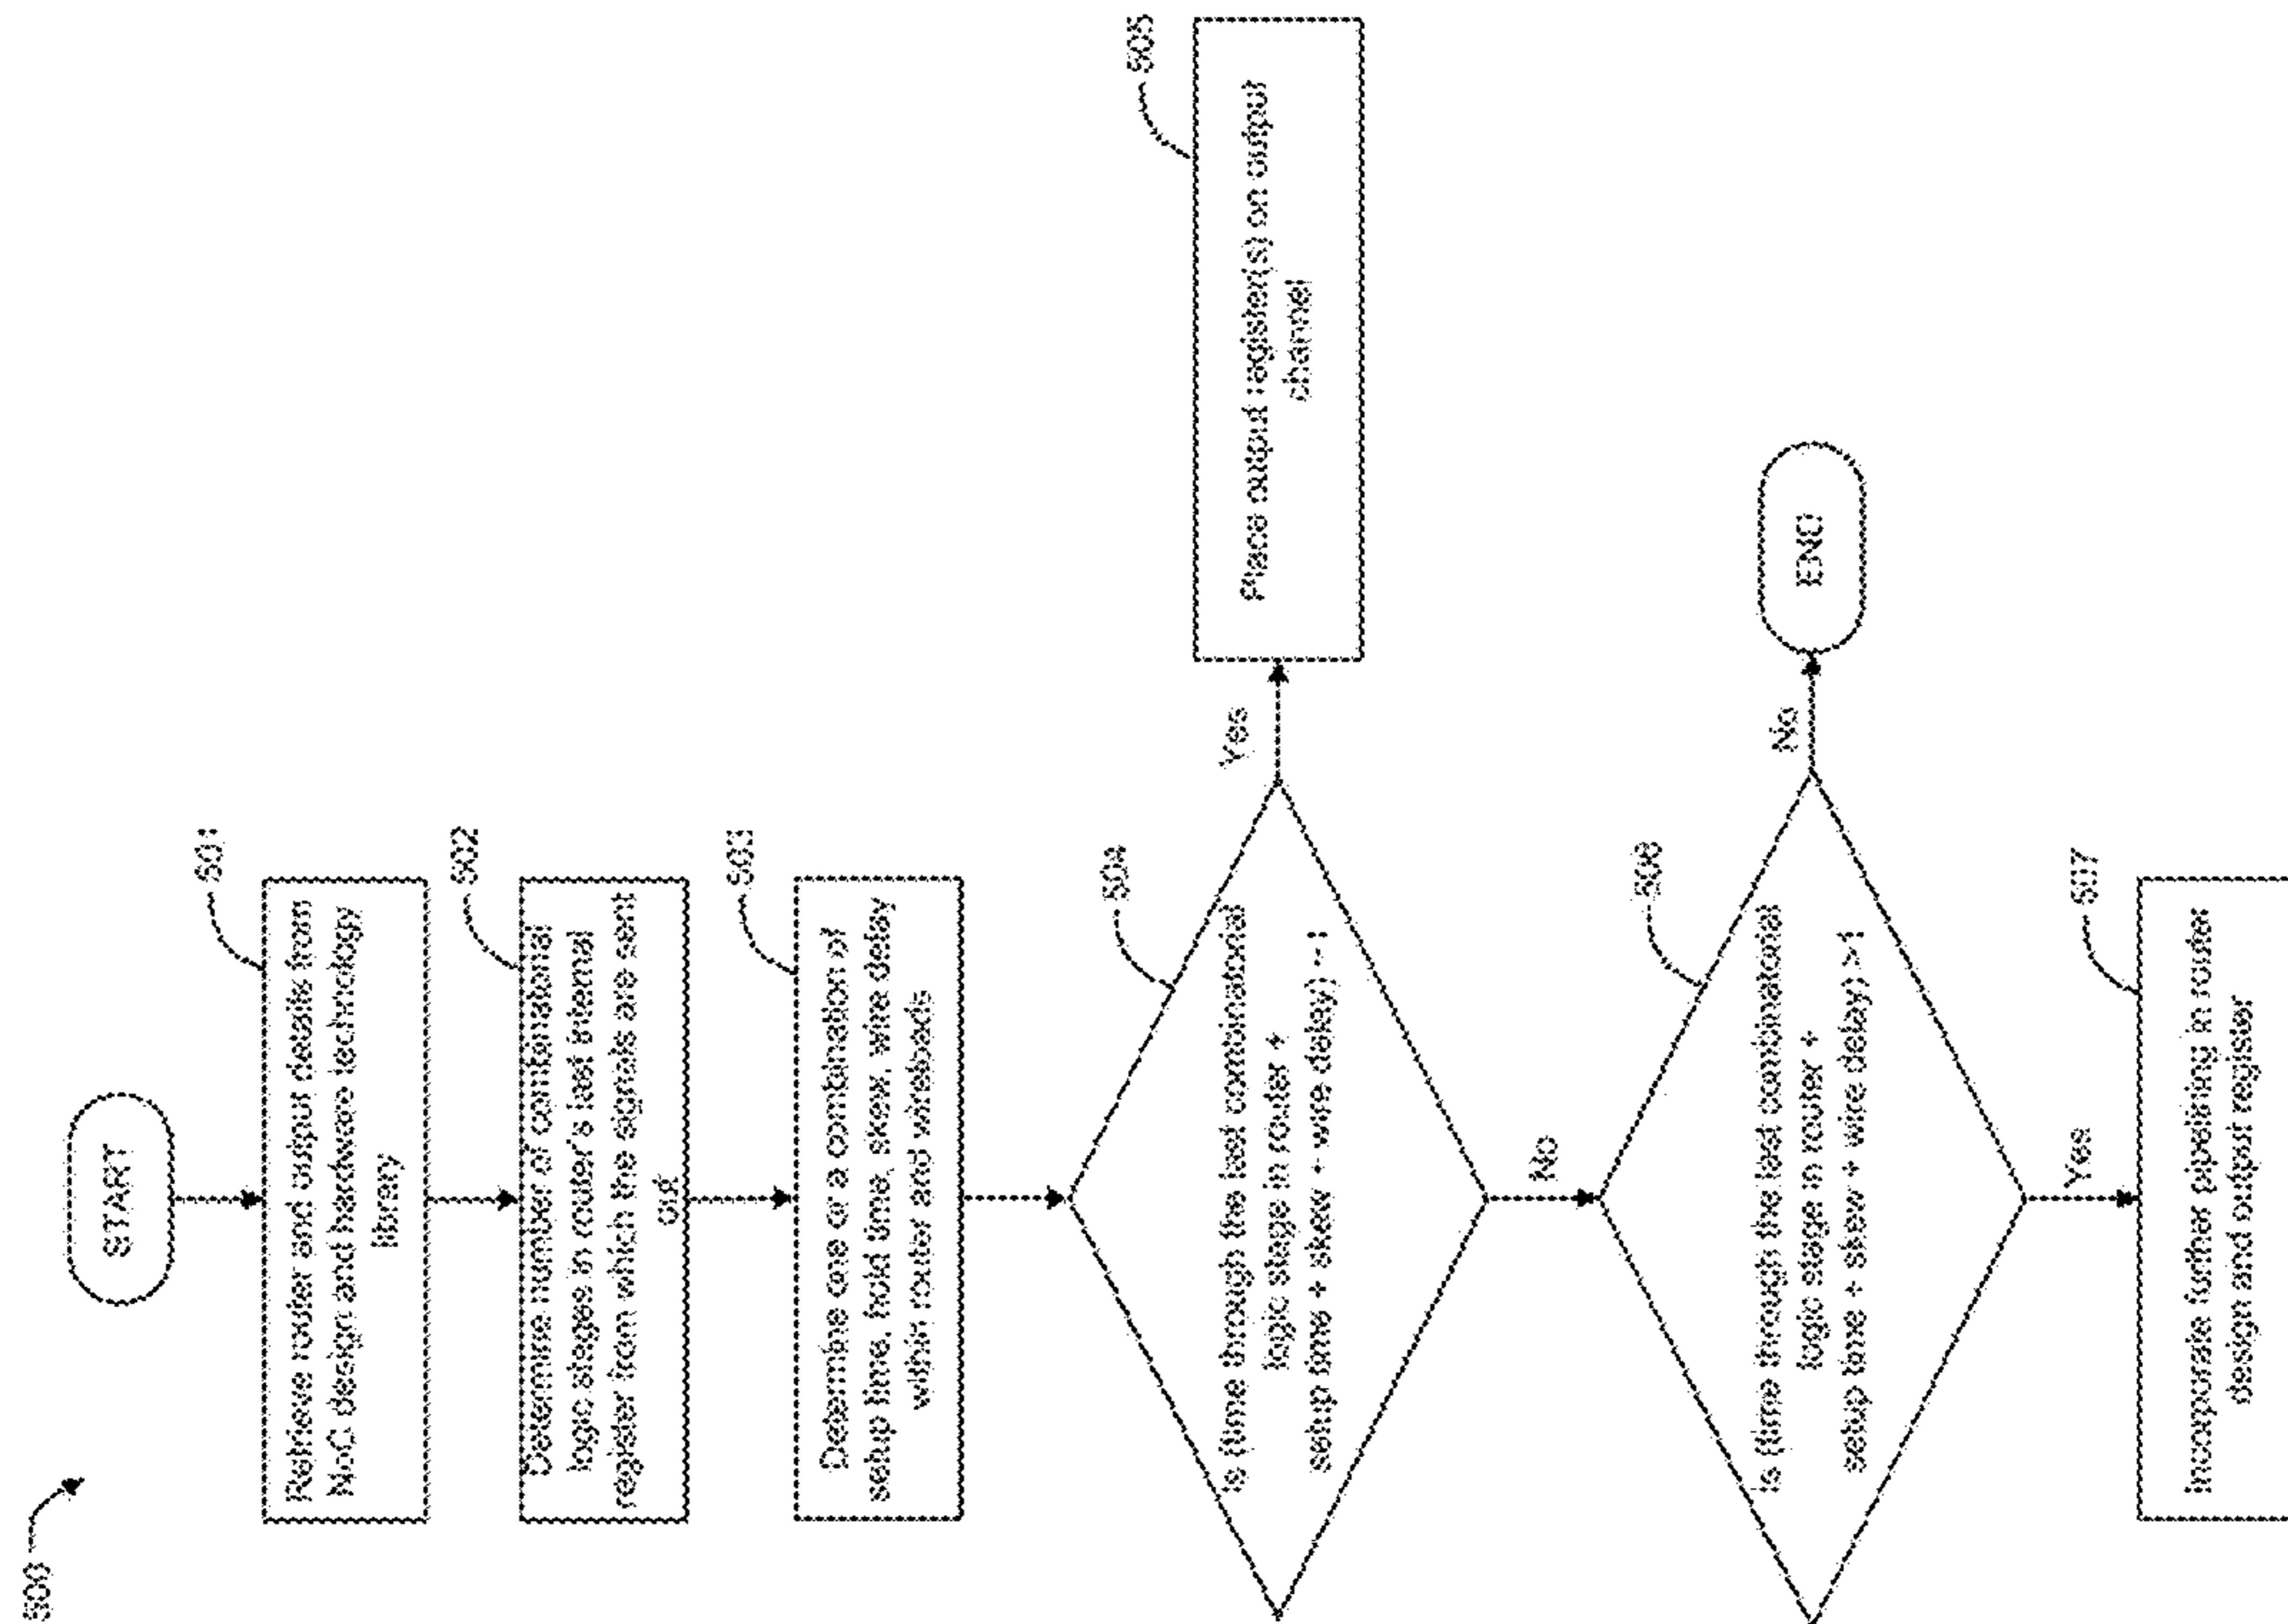 500
START
501
Retrieve router and output details from
NoC design and hardware technology
library
502
Determine number of combinational
logic stages in router's last internal
register from which the signals are sent
out
503
Determine one or a combination of
setup time, hold time, skew, wire delay
within router and wireloads
504
Is (time through the last combinatorial
logic stage in router +
setup time + skew + wire delay)
Yes
505
Place output register(s) on output
channel
No
506
Is (time through the last combinatorial
logic stage in router +
setup time + skew + wire delay) >1
No
END
Yes
507
Incorporate further pipelining in router
design and output register